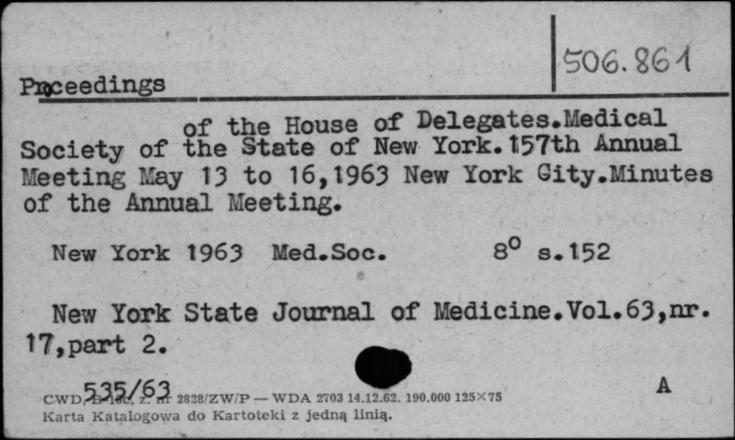 506.861
Proceedings
of the House of Delegates.Medical
Society of the State of New York.157th Annual
Meeting May 13 to 16,1963 New York City.Minutes
of the Annual Meeting.
New York 1963 Med.Soc. 8° s.152
New York State Journal of Medicine.Vol.63,nr.
17,part 2.
535/63 A
CWD, z. nr 2828/ZW/P — WDA 2703 14.12.62. 190.000 125×75
Karta Katalogowa do Kartoteki z jedną linią.